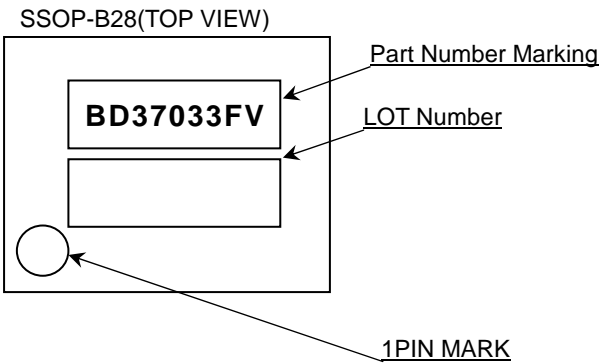 SSOP-B28(TOP VIEW)
Part Number Marking
BD37033FV
LOT Number
1PIN MARK